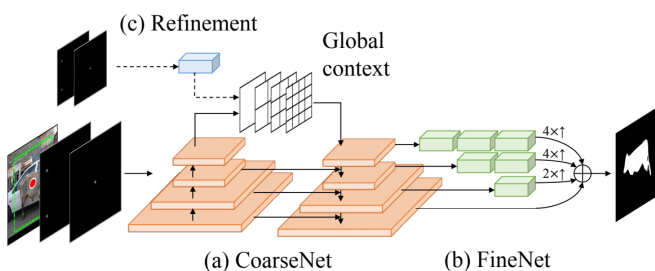 (c) Refinement
Global
context
4×↑
4×↑
2×↑
(a) CoarseNet
(b) FineNet